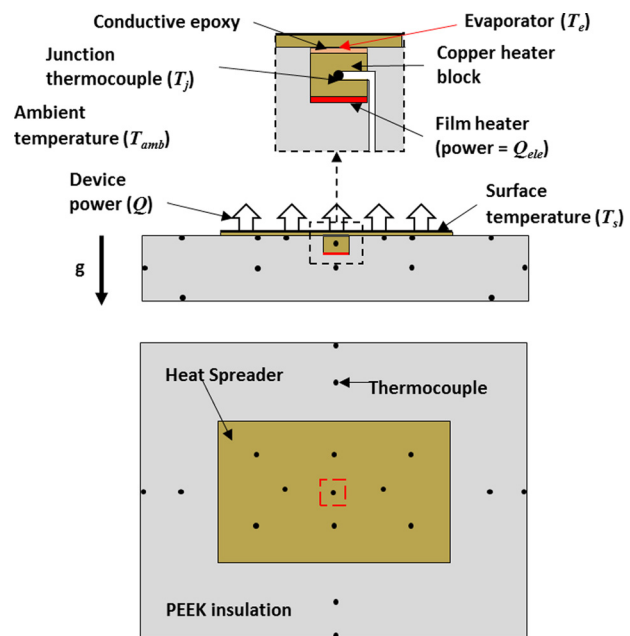 Conductive epoxy
Evaporator (Te)
Junction
thermocouple (Tj)
Copper heater
block
Ambient
temperature (Tamb)
Film heater
(power = Qele)
Device
power (Q)
Surface
temperature (Ts)
g
Heat Spreader
Thermocouple
PEEK insulation